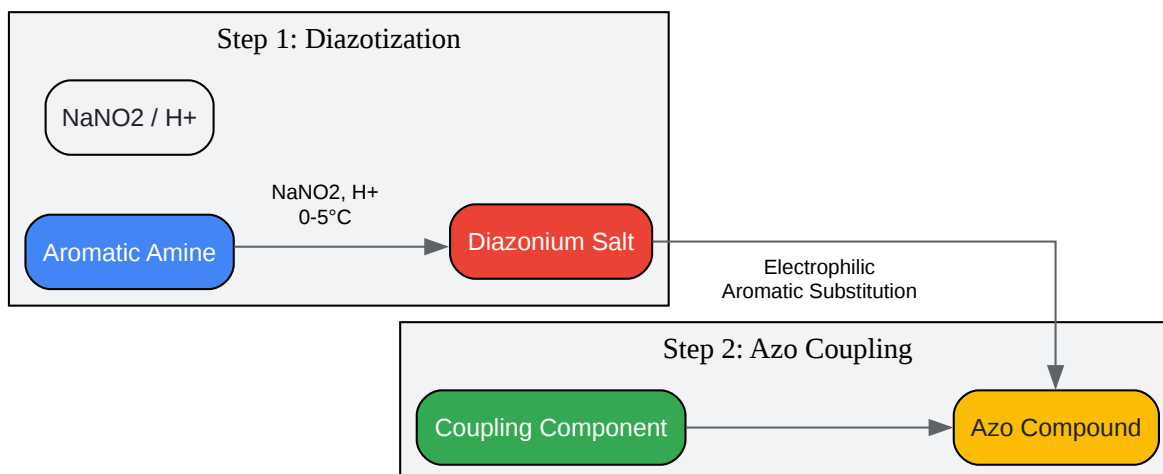 Step 1: Diazotization
NaNO2 / H+
NaNO2, H+
0-5°C
Aromatic Amine
Diazonium Salt
Electrophilic
Aromatic Substitution
Step 2: Azo Coupling
Coupling Component
Azo Compound